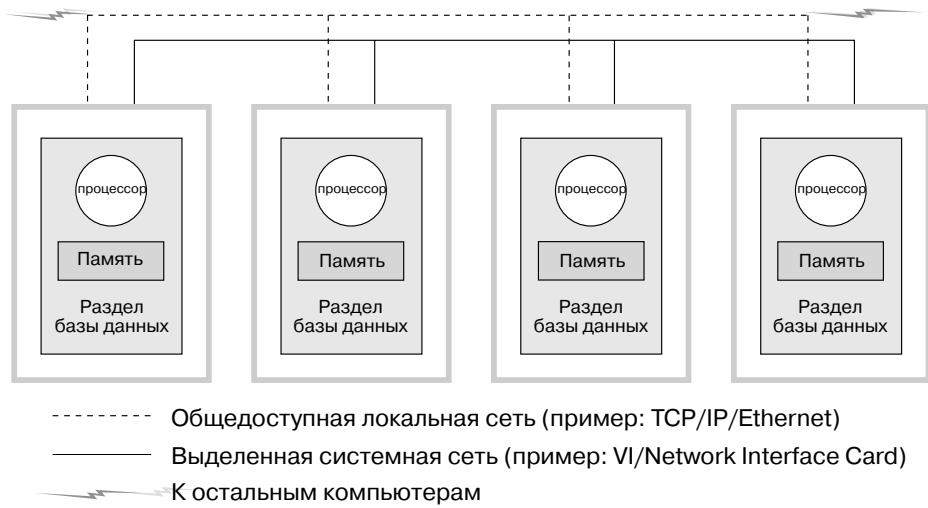 процессор
процессор
процессор
процессор
Память
Память
Память
Память
Раздел
базы данных
Раздел
базы данных
Раздел
базы данных
Раздел
базы данных
Общедоступная локальная сеть (пример: TCP/IP/Ethernet)
Выделенная системная сеть (пример: VI/Network Interface Card)
К остальным компьютерам